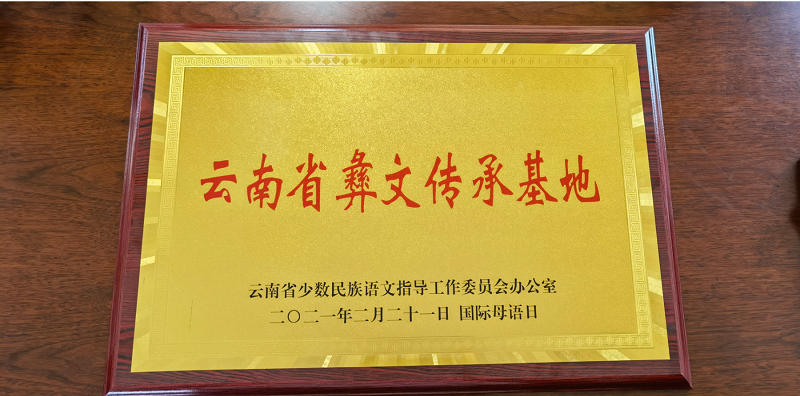 云南省彝文传承基地
云南省少数民族语文指导工作委员会办公室
二〇二一年二月二十一日 国际母语日